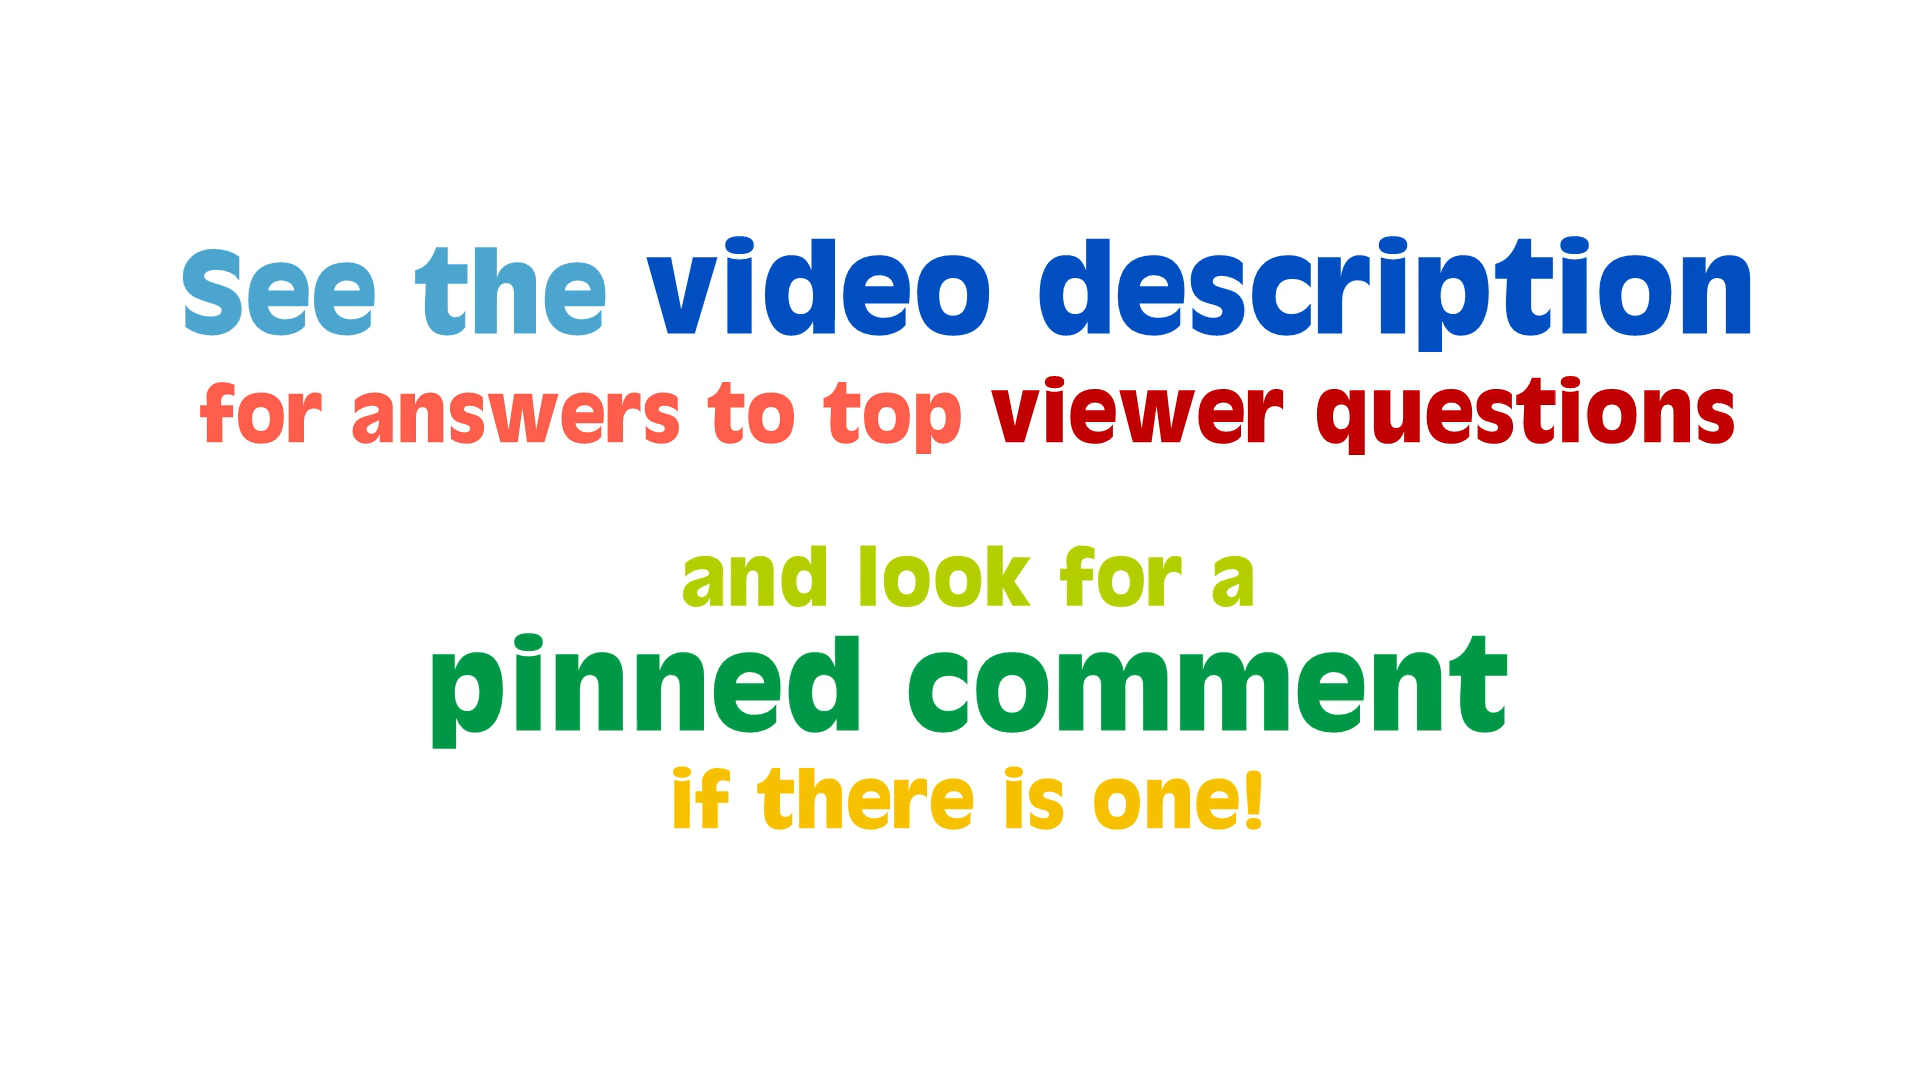 See the video description
for answers to top viewer questions
and look for a
pinned comment
if there is one!